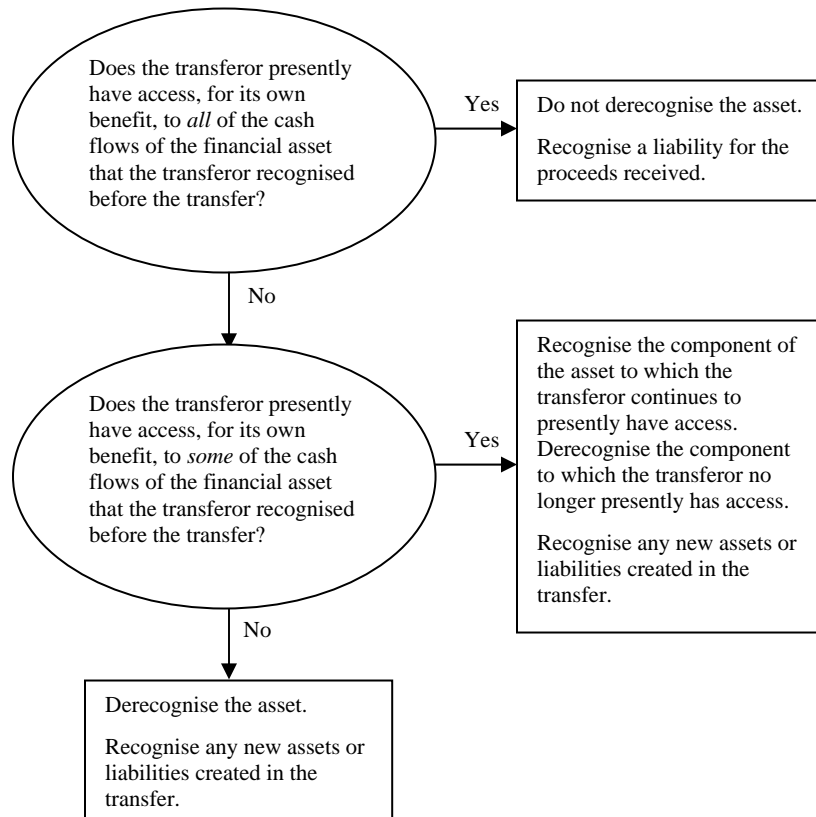 Does the transferor presently
have access, for its own
benefit, to all of the cash
flows of the financial asset
that the transferor recognised
before the transfer?
Yes
Do not derecognise the asset.
Recognise a liability for the
proceeds received.
No
Does the transferor presently
have access, for its own
benefit, to some of the cash
flows of the financial asset
that the transferor recognised
before the transfer?
Yes
Recognise the component of
the asset to which the
transferor continues to
presently have access.
Derecognise the component
to which the transferor no
longer presently has access.
Recognise any new assets or
liabilities created in the
transfer.
No
Derecognise the asset.
Recognise any new assets or
liabilities created in the
transfer.